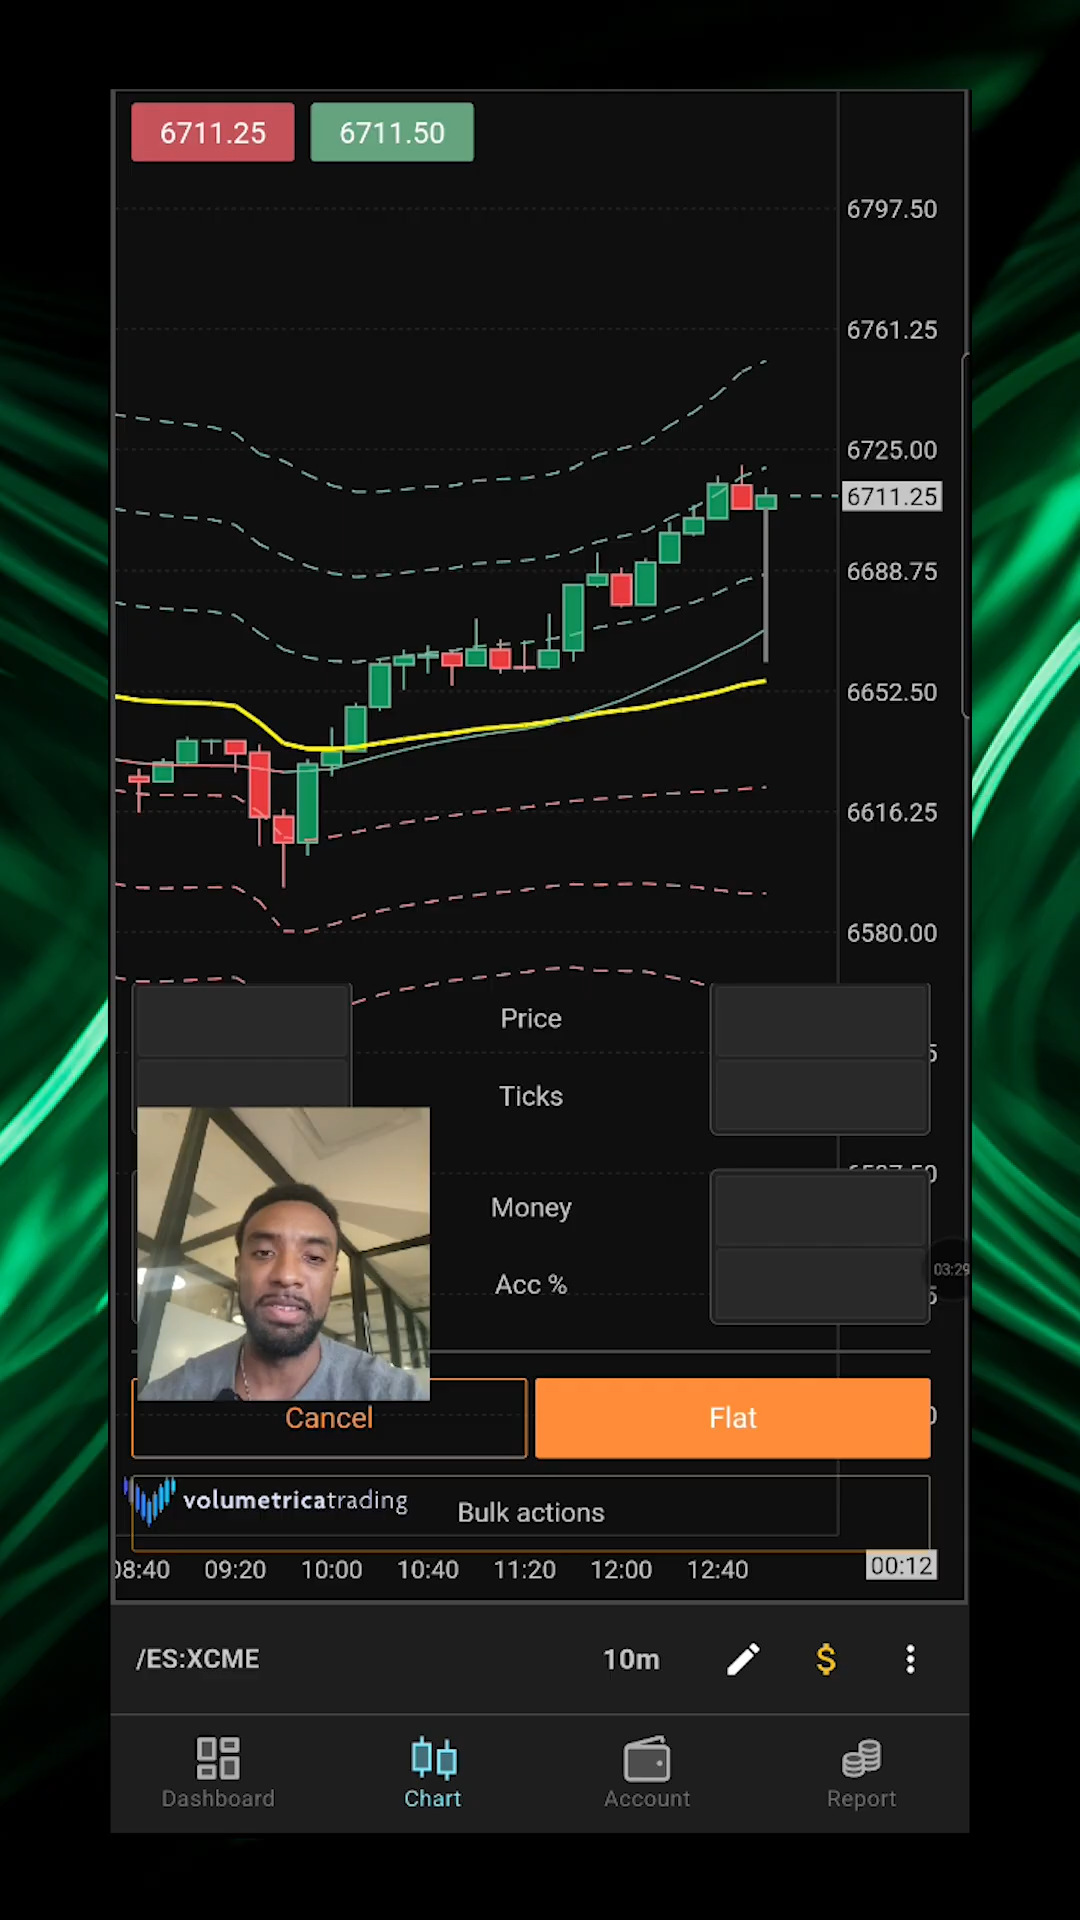 6711.25 6711.50
6797.50
6761.25
6725.00
6711.25
6688.75
6652.50
6616.25
6580.00
Price
Ticks
Money
03:29
Acc %
Cancel Flat
volumetricatrading Bulk actions
08:40 09:20 10:00 10:40 11:20 12:00 12:40 00:12
/ES:XCME 10m $
Dashboard Chart Account Report